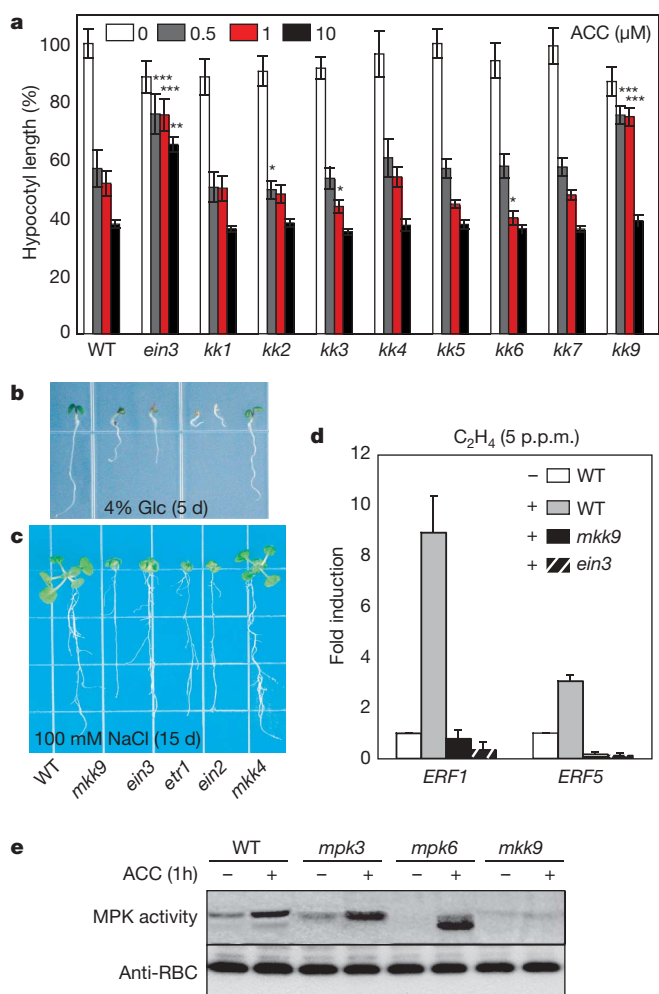 a
0 0.5 1 10 ACC (µM)
Hypocotyl length (%)
100
80
60
40
20
0
*** *** **
*
*
*
*** ***
WT ein3 kk1 kk2 kk3 kk4 kk5 kk6 kk7 kk9
b
4% Glc (5 d)
c
100 mM NaCl (15 d)
WT mkk9 ein3 etr1 ein2 mkk4
d
C2H4 (5 p.p.m.)
Fold induction
12
10
8
6
4
2
0
– WT
+ WT
+ mkk9
+ ein3
ERF1 ERF5
e
WT mpk3 mpk6 mkk9
ACC (1h) – + – + – + – +
MPK activity
Anti-RBC